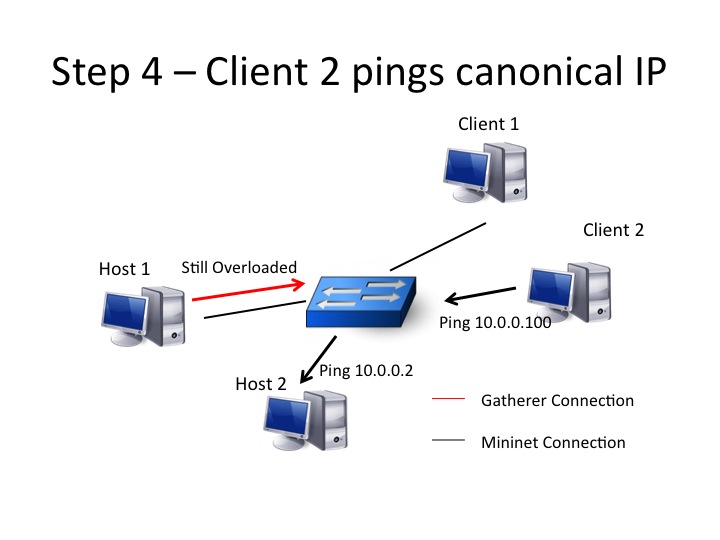 Step 4 – Client 2 pings canonical IP
Client 1
Client 2
Host 1
Still Overloaded
Ping 10.0.0.100
Ping 10.0.0.2
Host 2
Gatherer Connection
Mininet Connection